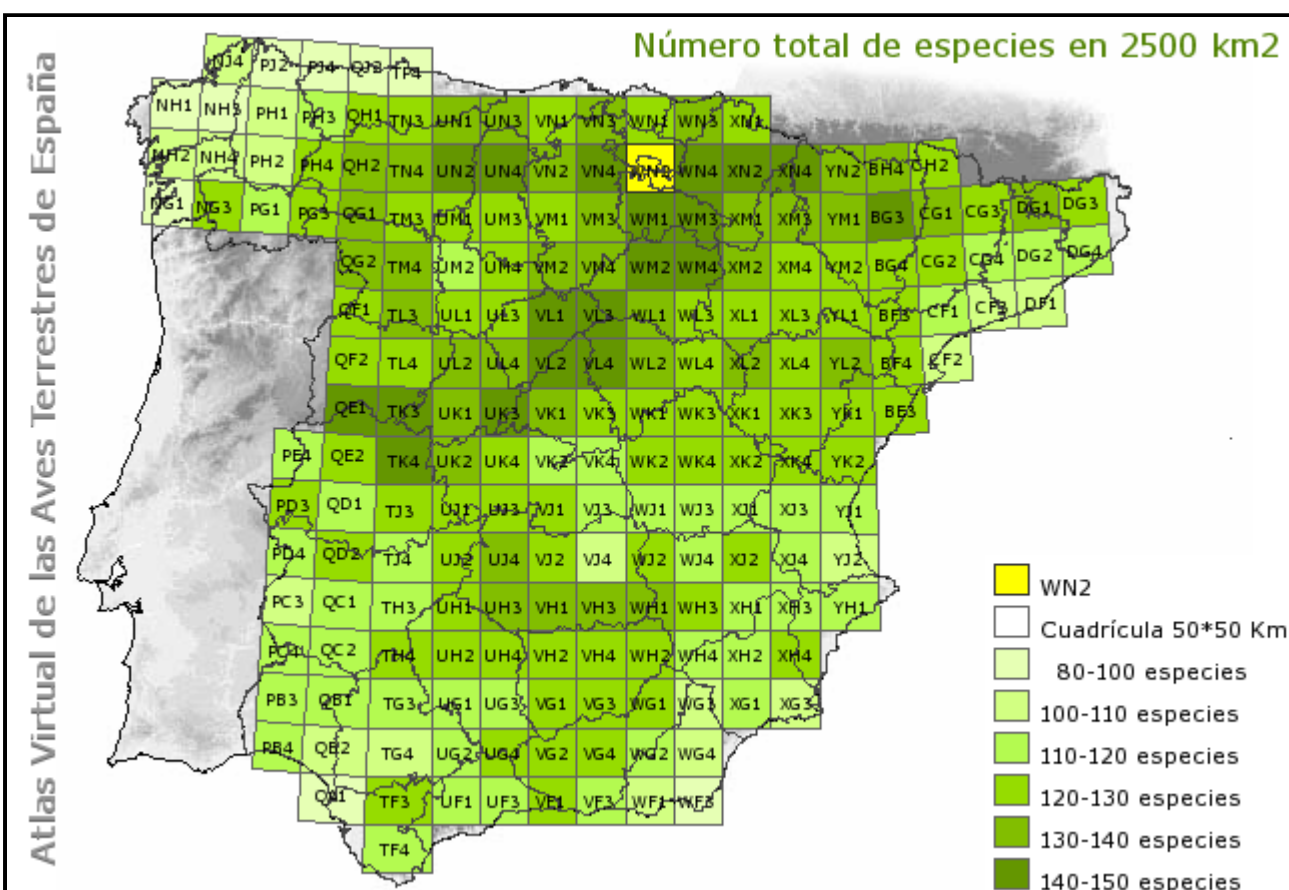 Número total de especies en 2500 km2
Atlas Virtual de las Aves Terrestres de España
NJ4 PJ2 PJ4 QJ2 TP4
NH1 NH3 PH1 PH3 QH1 TN3 UN1 UN3 VN1 VN3 WN1 WN3 XN1
NH2 NH4 PH2 PH4 QH2 TN4 UN2 UN4 VN2 VN4 WN2 WN4 XN2 XN4 YN2 BH4 CH2
NG1 NG3 PG1 PG3 QG1 TM3 UM1 UM3 VM1 VM3 WM1 WM3 XM1 XM3 YM1 BG3 CG1 CG3 DG1 DG3
QG2 TM4 UM2 UM4 VM2 VM4 WM2 WM4 XM2 XM4 YM2 BG4 CG2 CG4 DG2 DG4
QF1 TL3 UL1 UL3 VL1 VL3 WL1 WL3 XL1 XL3 YL1 BF3 CF1 CF3 DF1
QF2 TL4 UL2 UL4 VL2 VL4 WL2 WL4 XL2 XL4 YL2 BF4 CF2
QE1 TK3 UK1 UK3 VK1 VK3 WK1 WK3 XK1 XK3 YK1 BE3
PE4 QE2 TK4 UK2 UK4 VK2 VK4 WK2 WK4 XK2 XK4 YK2
PD3 QD1 TJ3 UJ1 UJ3 VJ1 VJ3 WJ1 WJ3 XJ1 XJ3 YJ1
PD4 QD2 TJ4 UJ2 UJ4 VJ2 VJ4 WJ2 WJ4 XJ2 XJ4 YJ2
PC3 QC1 TH3 UH1 UH3 VH1 VH3 WH1 WH3 XH1 XH3 YH1
PC4 QC2 TH4 UH2 UH4 VH2 VH4 WH2 WH4 XH2 XH4
PB3 QB1 TG3 UG1 UG3 VG1 VG3 WG1 WG3 XG1 XG3
PB4 QB2 TG4 UG2 UG4 VG2 VG4 WG2 WG4
QA1 TF3 UF1 UF3 VF1 VF3 WF1 WF3
TF4
WN2
Cuadrícula 50*50 Km
80-100 especies
100-110 especies
110-120 especies
120-130 especies
130-140 especies
140-150 especies